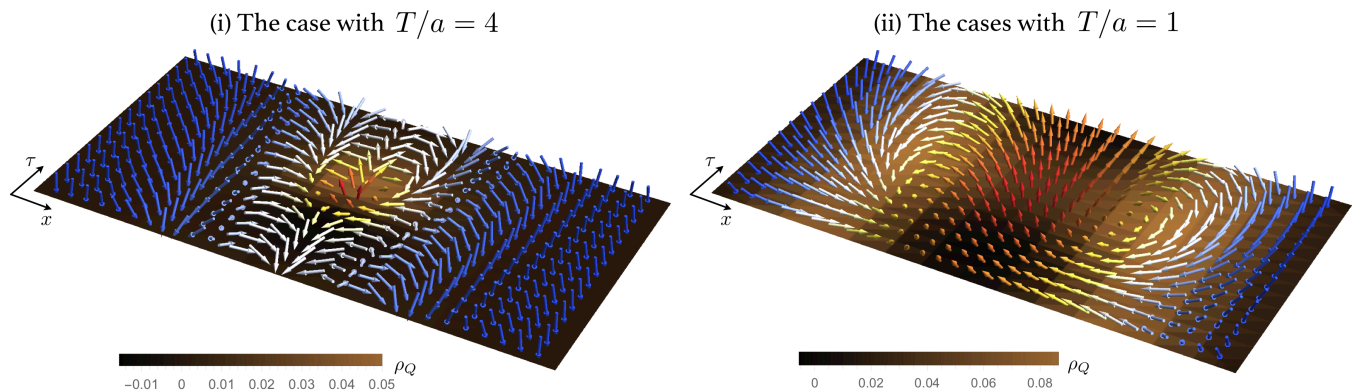 (i) The case with T/a = 4
(ii) The cases with T/a = 1
τ
x
τ
x
ρ_Q
−0.01 0 0.01 0.02 0.03 0.04 0.05
ρ_Q
0 0.02 0.04 0.06 0.08